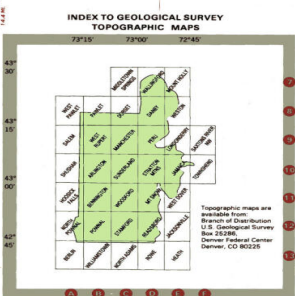 INDEX TO GEOLOGICAL SURVEY
TOPOGRAPHIC MAPS
73°15' 73°00' 72°45'
43°
30'
MIDDLETOWN
SPRINGS
WALLINGFORD
MOUNT HOLLY
7
WEST
PAWLET
PAWLET
DORSET
DANBY
WESTON
8
43°
15'
SALEM
WEST
RUPERT
MANCHESTER
PERU
LONDONDERRY
SAXTONS RIVER
9
SHUSHAN
ARLINGTON
SUNDERLAND
STRATTON
MTN
JAMAICA
TOWNSHEND
10
43°
00'
HOOSICK
FALLS
BENNINGTON
WOODFORD
MT SNOW
WEST DOVER
11
NORTH
POWNAL
POWNAL
STAMFORD
READSBORO
JACKSONVILLE
12
42°
45'
BERLIN
WILLIAMSTOWN
NORTH ADAMS
ROWE
HEATH
13
Topographic maps are
available from:
Branch of Distribution
U.S. Geological Survey
Box 25286,
Denver Federal Center
Denver, CO 80225
A B C D E F